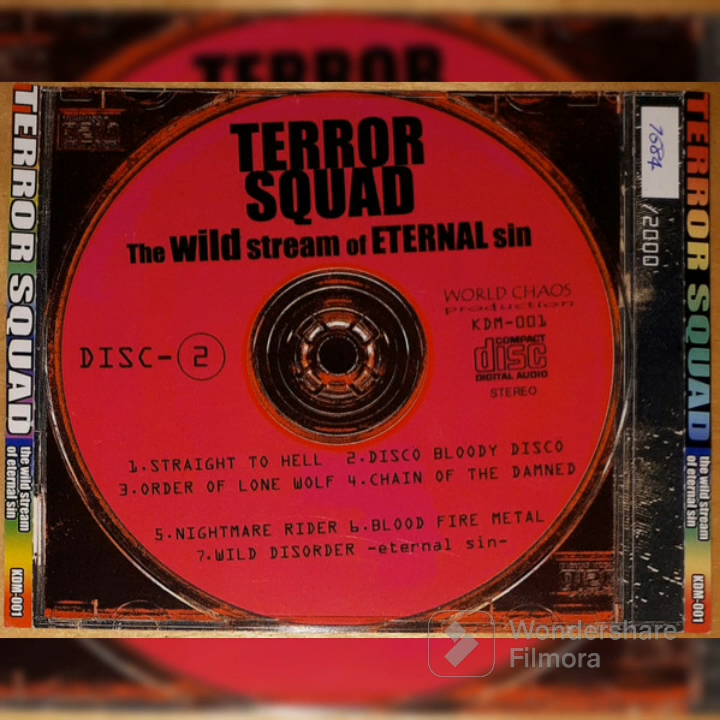 TERROR
TERROR SQUAD
the wild stream
of eternal sin
KDM-001
TERROR
SQUAD
The wild stream of ETERNAL sin
WORLD CHAOS
production
KDM-001
COMPACT
disc
DIGITAL AUDIO
STEREO
DISC-2
1.STRAIGHT TO HELL 2.DISCO BLOODY DISCO
3.ORDER OF LONE WOLF 4.CHAIN OF THE DAMNED
5.NIGHTMARE RIDER 6.BLOOD FIRE METAL
7.WILD DISORDER -eternal sin-
7684
/2000
TERROR SQUAD
the wild stream
of eternal sin
KDM-001
Wondershare
Filmora